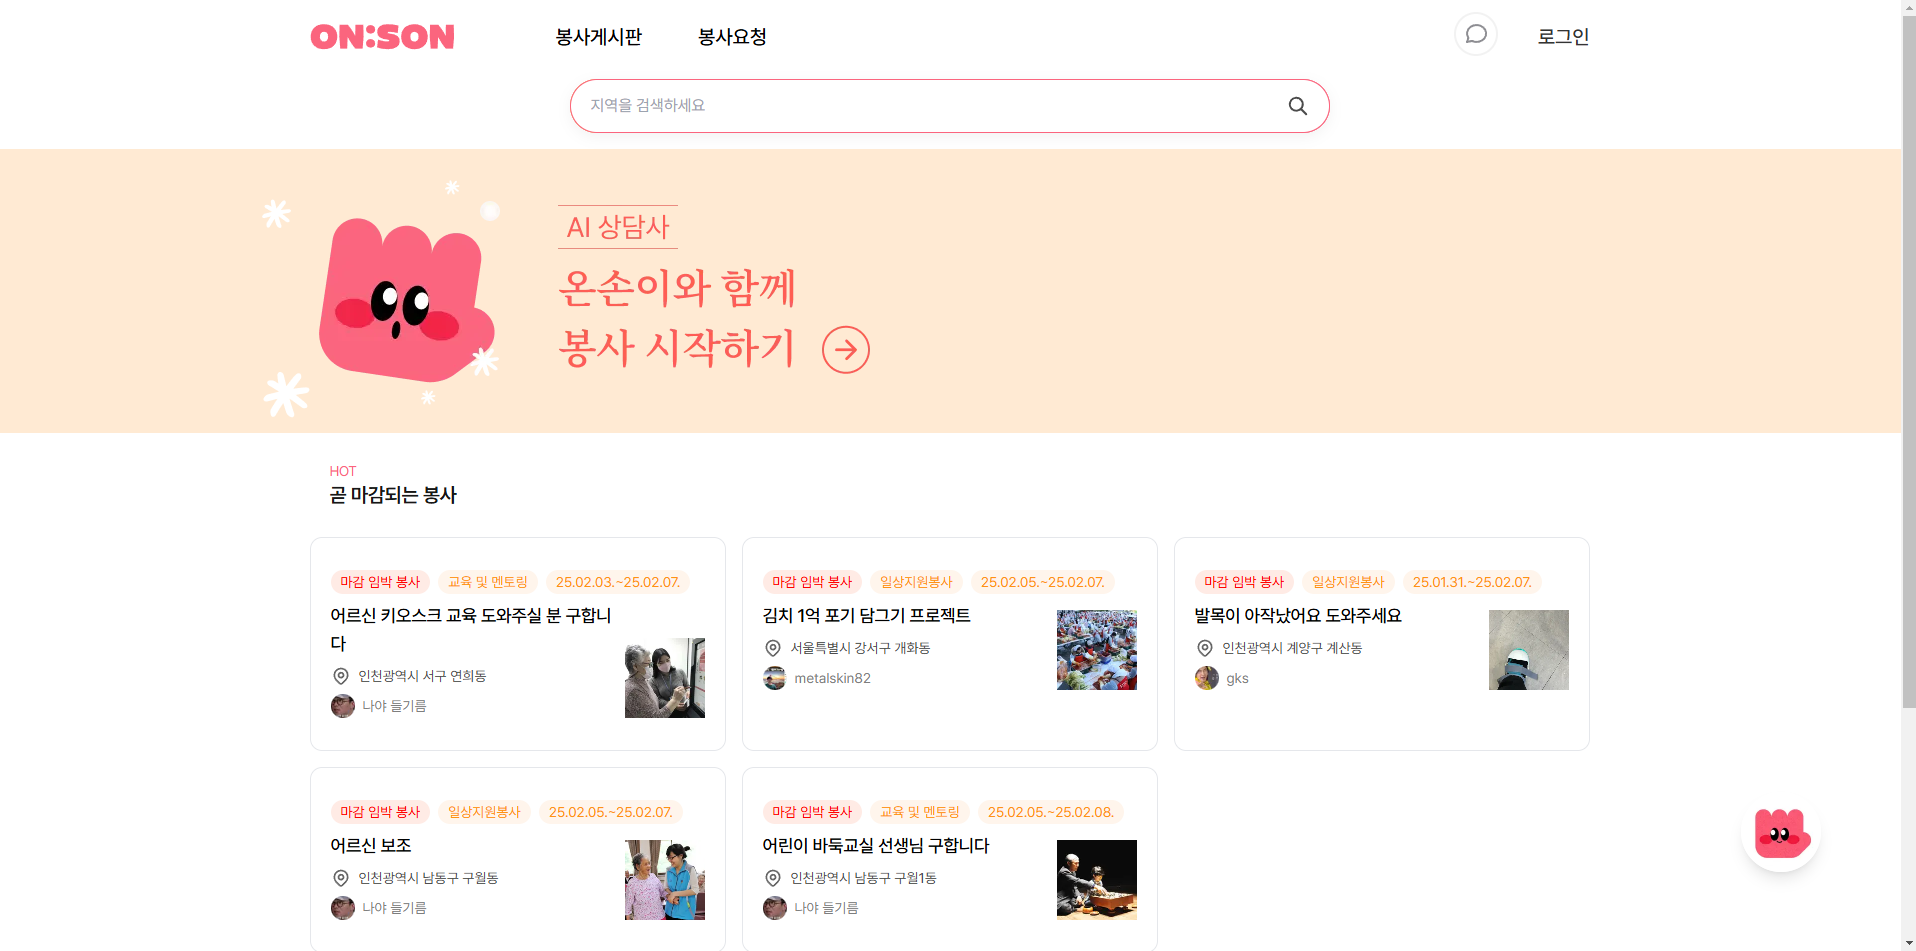 ON:SON
봉사게시판
봉사요청
로그인
지역을 검색하세요
AI 상담사
온손이와 함께
봉사 시작하기
HOT
곧 마감되는 봉사
마감 임박 봉사 교육 및 멘토링 25.02.03.~25.02.07.
어르신 키오스크 교육 도와주실 분 구합니
다
인천광역시 서구 연희동
나야 들기름
마감 임박 봉사 일상지원봉사 25.02.05.~25.02.07.
김치 1억 포기 담그기 프로젝트
서울특별시 강서구 개화동
metalskin82
마감 임박 봉사 일상지원봉사 25.01.31.~25.02.07.
발목이 아작났어요 도와주세요
인천광역시 계양구 계산동
gks
마감 임박 봉사 일상지원봉사 25.02.05.~25.02.07.
어르신 보조
인천광역시 남동구 구월동
나야 들기름
마감 임박 봉사 교육 및 멘토링 25.02.05.~25.02.08.
어린이 바둑교실 선생님 구합니다
인천광역시 남동구 구월1동
나야 들기름